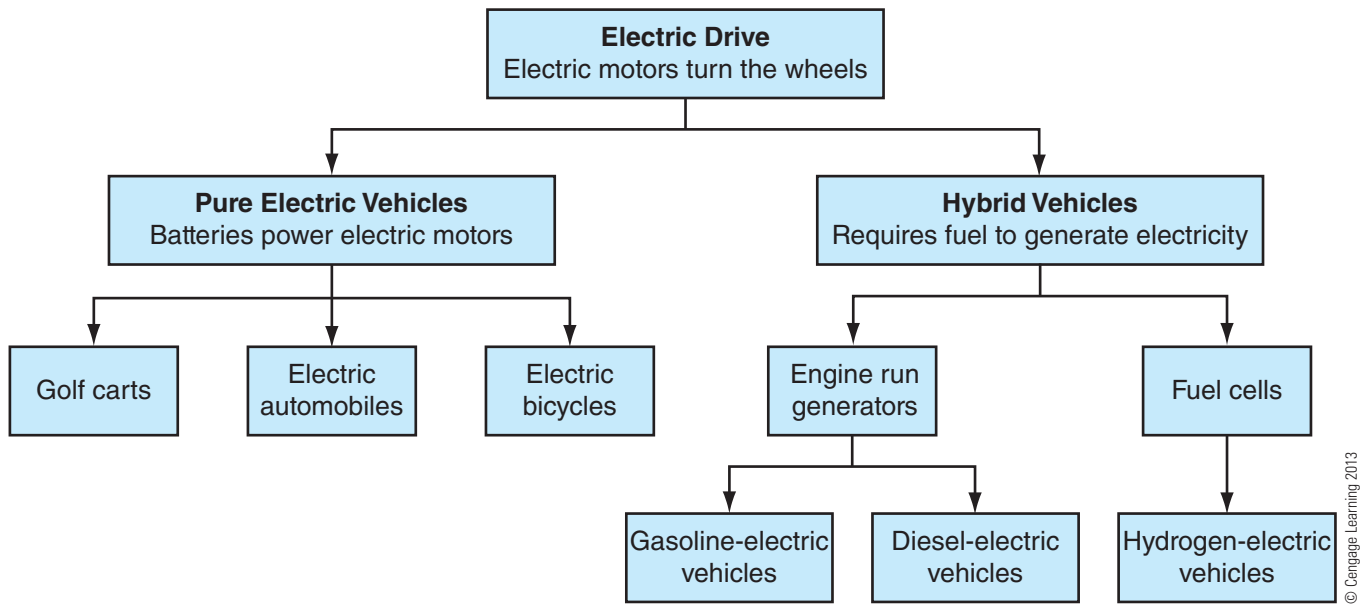 Electric Drive
Electric motors turn the wheels
Pure Electric Vehicles
Batteries power electric motors
Hybrid Vehicles
Requires fuel to generate electricity
Golf carts
Electric
automobiles
Electric
bicycles
Engine run
generators
Fuel cells
Gasoline-electric
vehicles
Diesel-electric
vehicles
Hydrogen-electric
vehicles
© Cengage Learning 2013